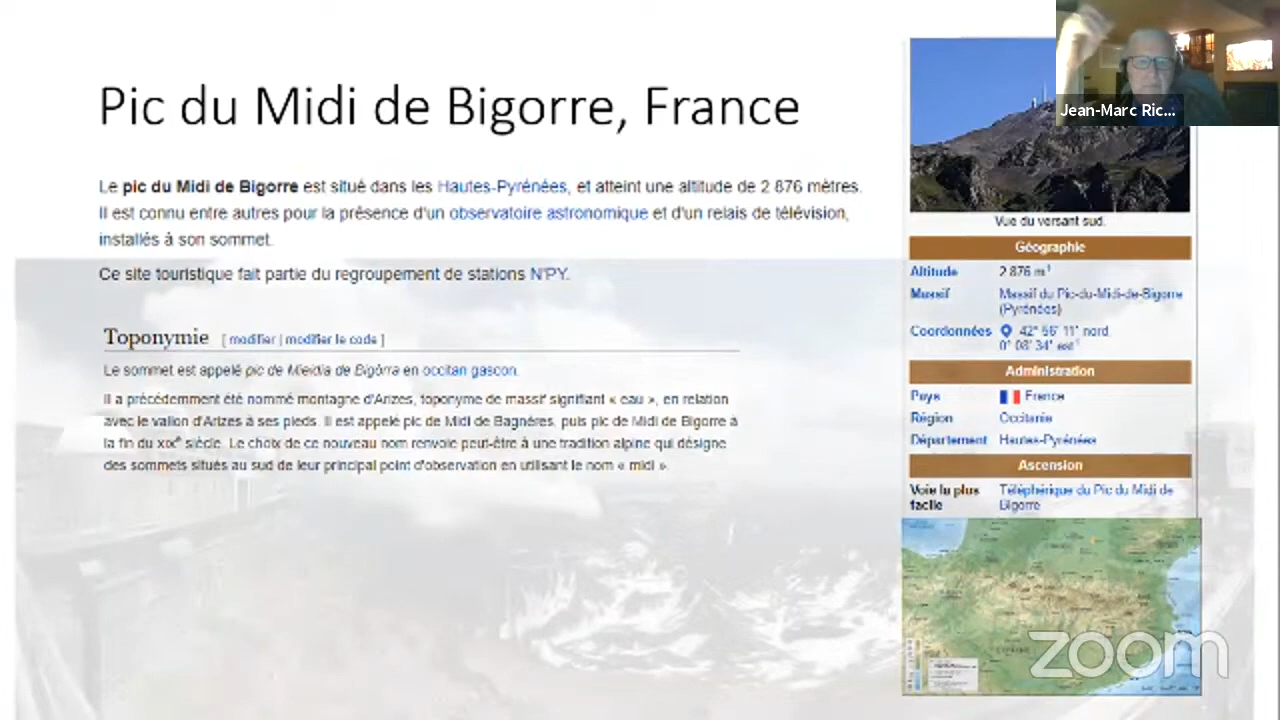 Pic du Midi de Bigorre, France
Le pic du Midi de Bigorre est situé dans les Hautes-Pyrénées, et atteint une altitude de 2 876 mètres.
Il est connu entre autres pour la présence d'un observatoire astronomique et d'un relais de télévision,
installés à son sommet.
Ce site touristique fait partie du regroupement de stations N'PY.
Toponymie [ modifier | modifier le code ]
Le sommet est appelé pic de Mieidia de Bigòrra en occitan gascon.
Il a précédemment été nommé montagne d'Arizes, toponyme de massif signifiant « eau », en relation
avec le vallon d'Arizes à ses pieds. Il est appelé pic de Midi de Bagnères, puis pic de Midi de Bigorre à
la fin du XIXe siècle. Le choix de ce nouveau nom renvoie peut-être à une tradition alpine qui désigne
des sommets situés au sud de leur principal point d'observation en utilisant le nom « midi ».
Jean-Marc Ric...
Vue du versant sud.
Géographie
Altitude 2 876 m1
Massif Massif du Pic-du-Midi-de-Bigorre
(Pyrénées)
Coordonnées 42° 56′ 11″ nord,
0° 08′ 34″ est1
Administration
Pays France
Région Occitanie
Département Hautes-Pyrénées
Ascension
Voie la plus Téléphérique du Pic du Midi de
facile Bigorre
zoom